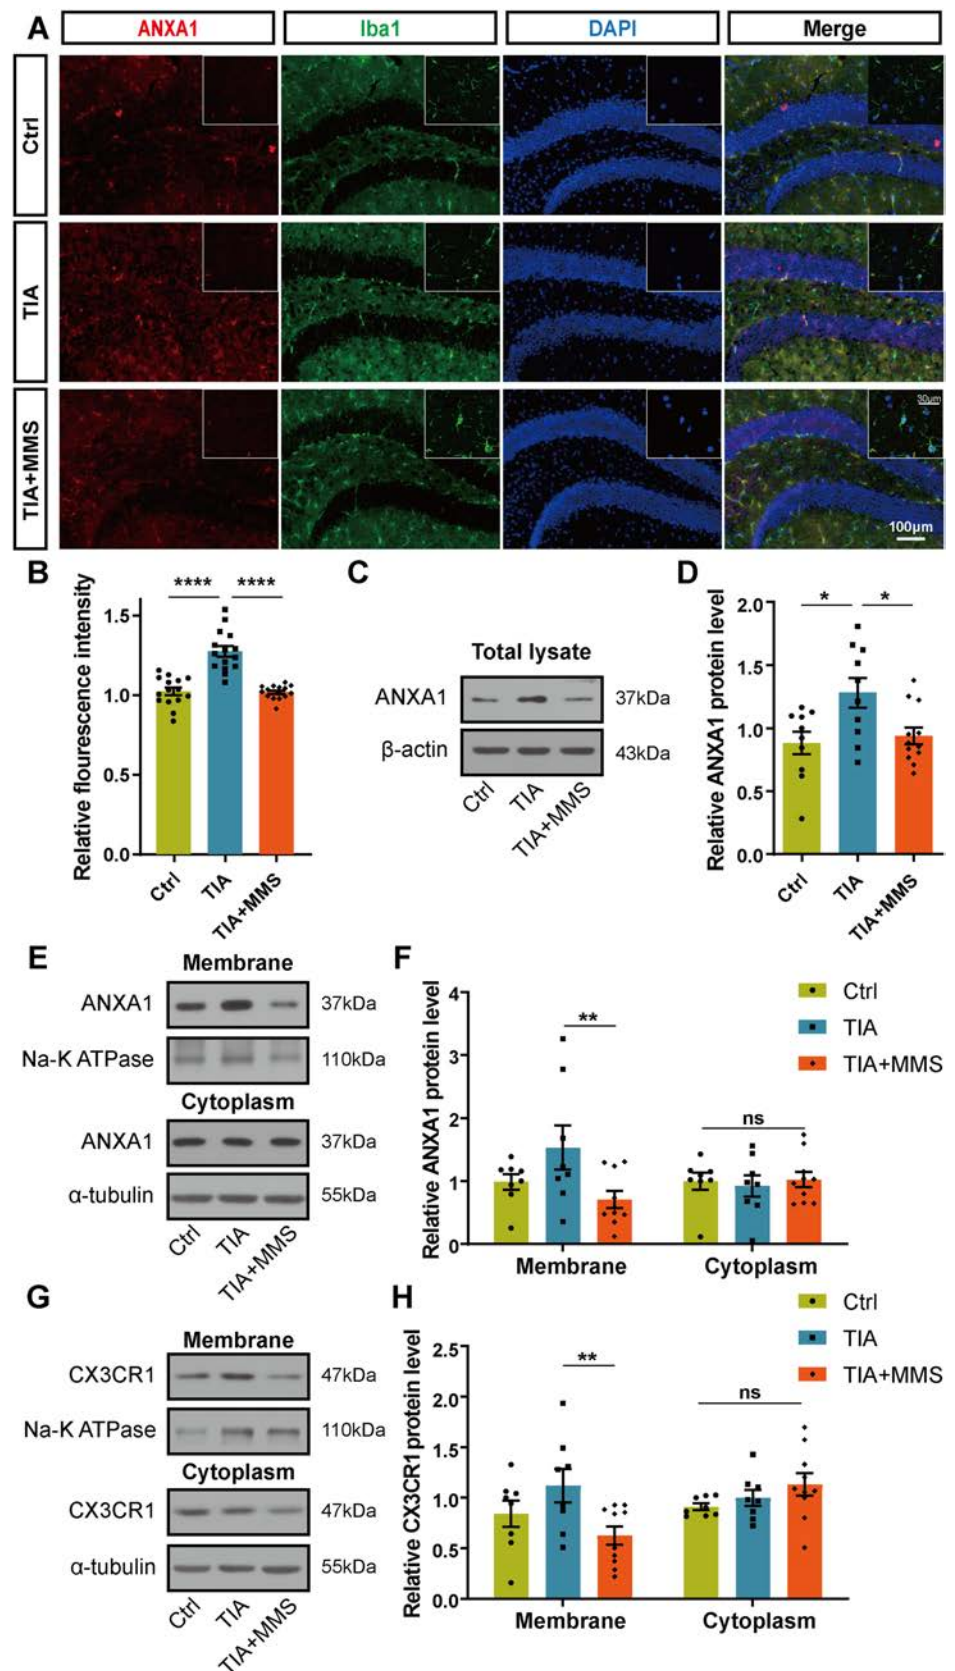 A ANXA1 Iba1 DAPI Merge
Ctrl
TIA
TIA+MMS
30μm
100μm
B
Relative flourescence intensity
**** ****
1.5
1.0
0.5
0.0
Ctrl TIA TIA+MMS
C
Total lysate
ANXA1 37kDa
β-actin 43kDa
Ctrl TIA TIA+MMS
D
Relative ANXA1 protein level
* *
2.0
1.5
1.0
0.5
0.0
Ctrl TIA TIA+MMS
E
Membrane
ANXA1 37kDa
Na-K ATPase 110kDa
Cytoplasm
ANXA1 37kDa
α-tubulin 55kDa
Ctrl TIA TIA+MMS
F
Relative ANXA1 protein level
4
3
2
1
0
**
ns
Membrane Cytoplasm
Ctrl
TIA
TIA+MMS
G
Membrane
CX3CR1 47kDa
Na-K ATPase 110kDa
Cytoplasm
CX3CR1 47kDa
α-tubulin 55kDa
Ctrl TIA TIA+MMS
H
Relative CX3CR1 protein level
2.5
2.0
1.5
1.0
0.5
0.0
**
ns
Membrane Cytoplasm
Ctrl
TIA
TIA+MMS